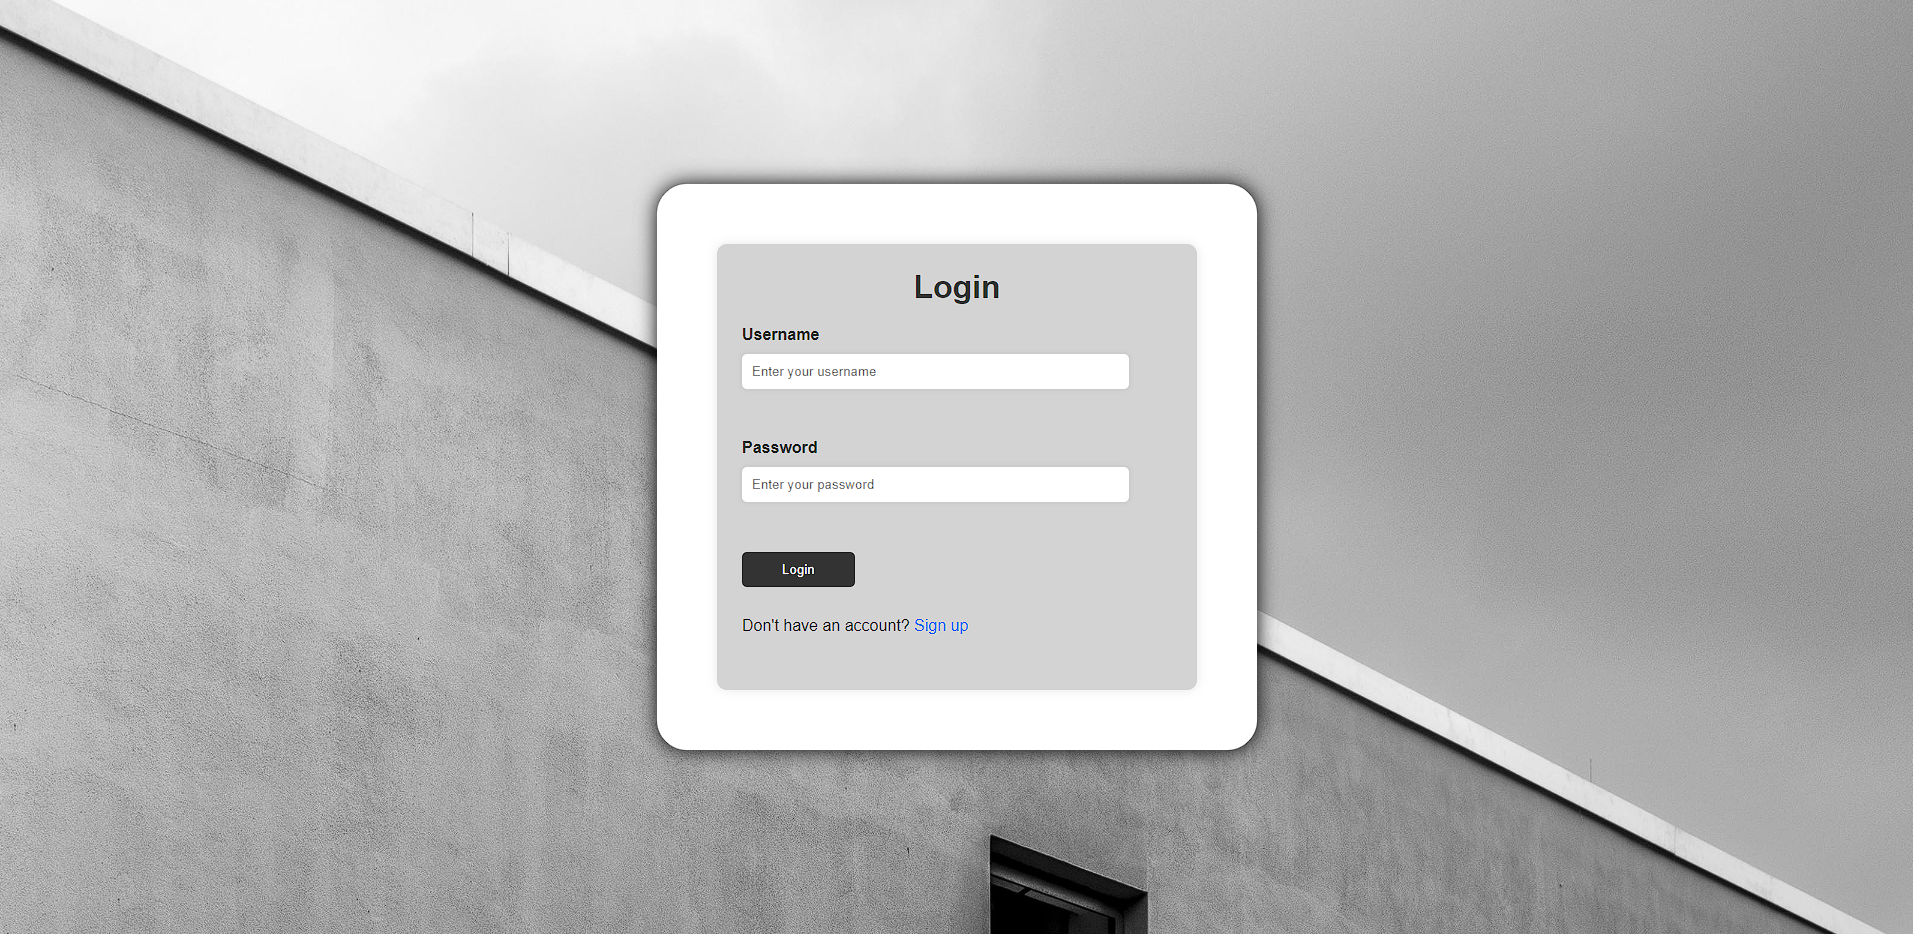 Login
Username
Enter your username
Password
Enter your password
Login
Don't have an account? Sign up